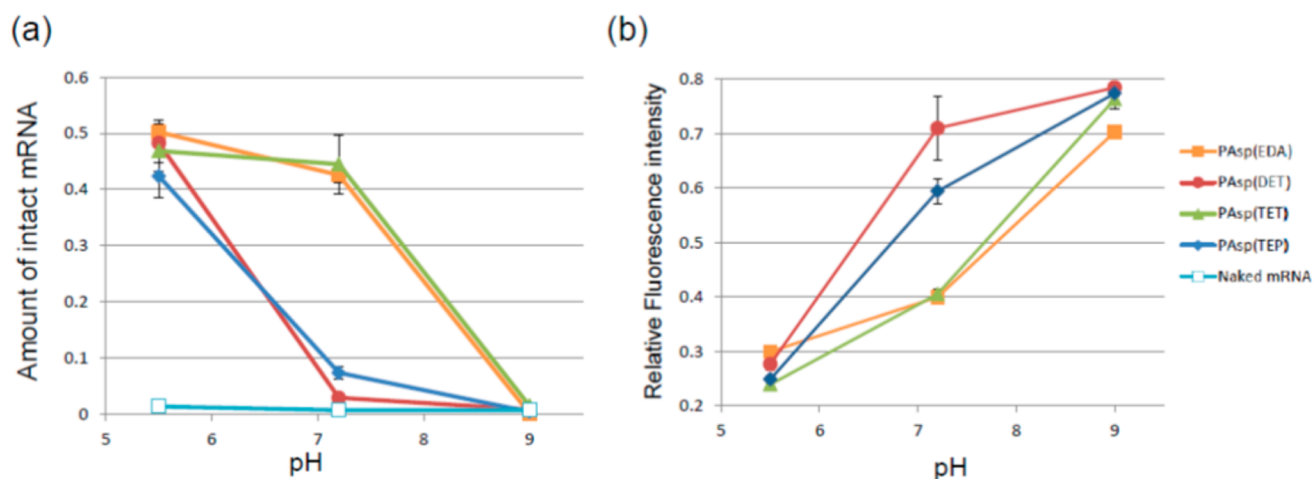 (a)
Amount of intact mRNA
0.6
0.5
0.4
0.3
0.2
0.1
0
5
6
7
8
9
pH
(b)
Relative Fluorescence intensity
0.8
0.7
0.6
0.5
0.4
0.3
0.2
5
6
7
8
9
pH
PAsp(EDA)
PAsp(DET)
PAsp(TET)
PAsp(TEP)
Naked mRNA